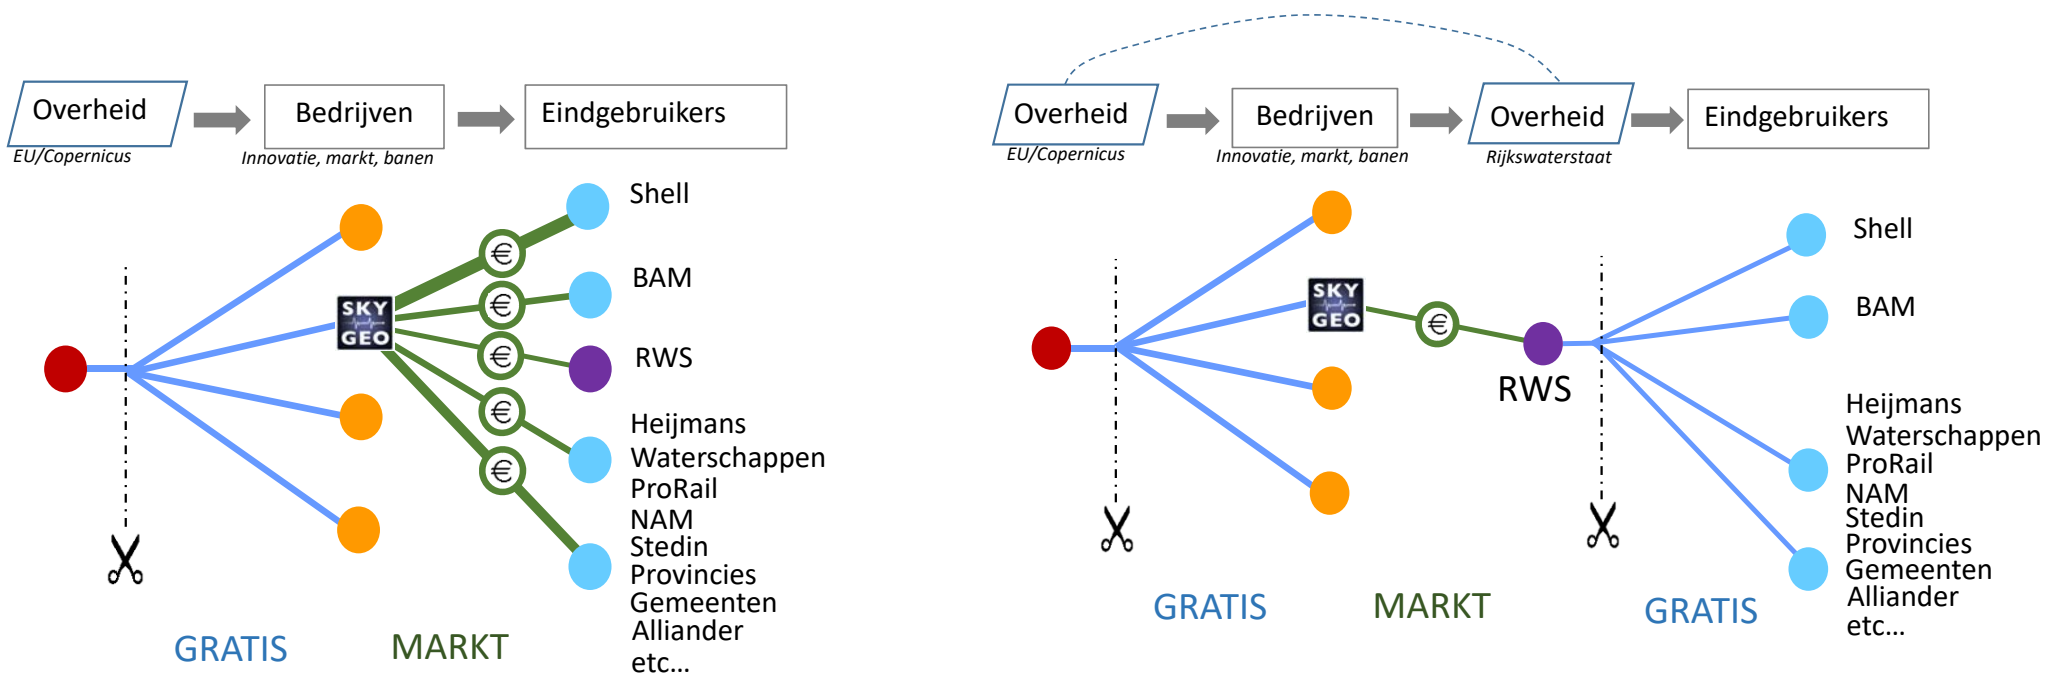 Overheid
EU/Copernicus
Bedrijven
Innovatie, markt, banen
Eindgebruikers
SKY
GEO
€
€
€
€
€
Shell
BAM
RWS
Heijmans
Waterschappen
ProRail
NAM
Stedin
Provincies
Gemeenten
Alliander
etc...
GRATIS
MARKT
Overheid
EU/Copernicus
Bedrijven
Innovatie, markt, banen
Overheid
Rijkswaterstaat
Eindgebruikers
SKY
GEO
€
RWS
Shell
BAM
Heijmans
Waterschappen
ProRail
NAM
Stedin
Provincies
Gemeenten
Alliander
etc...
GRATIS
MARKT
GRATIS